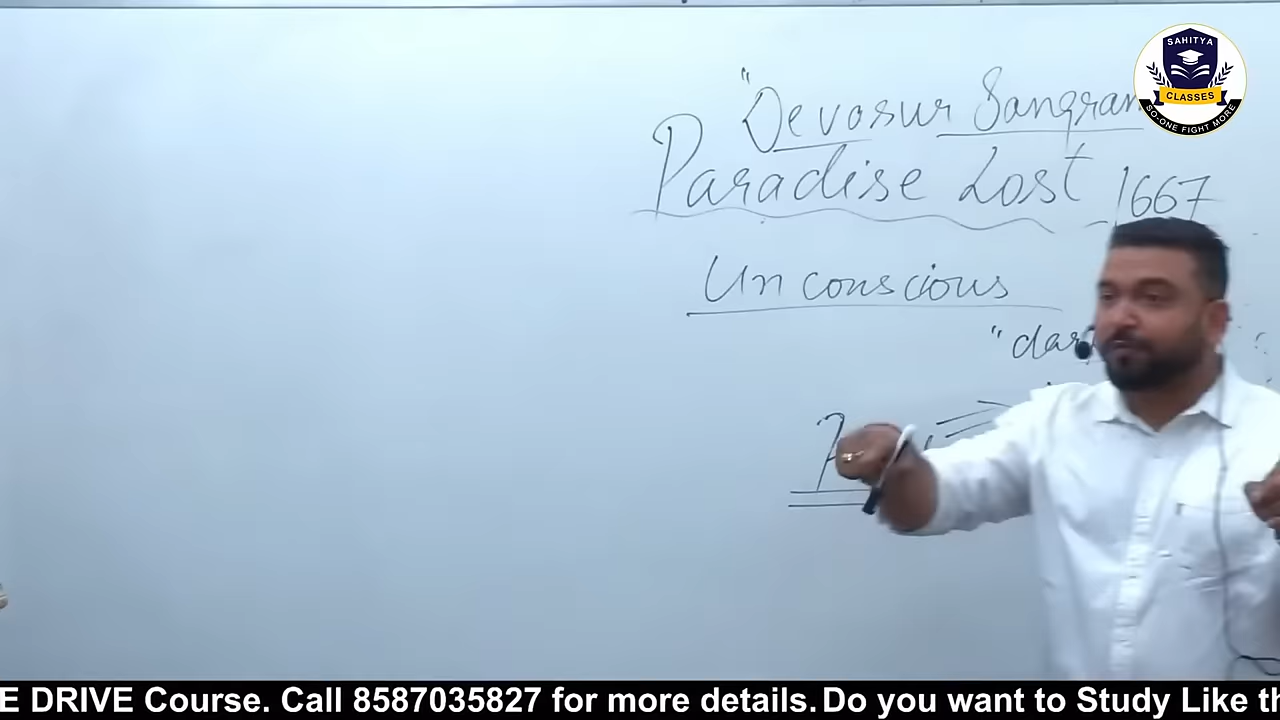 SAHITYA
CLASSES
SO-ONE FIGHT MORE
"Devosur Sangram
Paradise Lost 1667
Unconscious
E DRIVE Course. Call 8587035827 for more details. Do you want to Study Like th